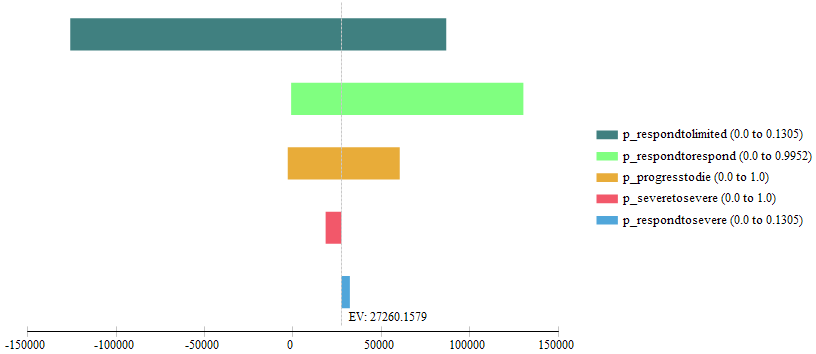 p_respondtolimited (0.0 to 0.1305)
p_respondtorespond (0.0 to 0.9952)
p_progresstodie (0.0 to 1.0)
p_severetosevere (0.0 to 1.0)
p_respondtosevere (0.0 to 0.1305)
EV: 27260.1579
-150000 -100000 -50000 0 50000 100000 150000